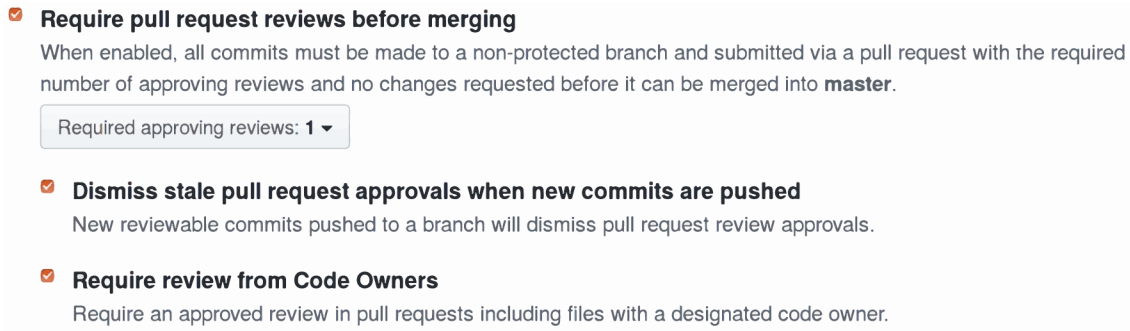 Require pull request reviews before merging
When enabled, all commits must be made to a non-protected branch and submitted via a pull request with the required
number of approving reviews and no changes requested before it can be merged into master.
Required approving reviews: 1
Dismiss stale pull request approvals when new commits are pushed
New reviewable commits pushed to a branch will dismiss pull request review approvals.
Require review from Code Owners
Require an approved review in pull requests including files with a designated code owner.